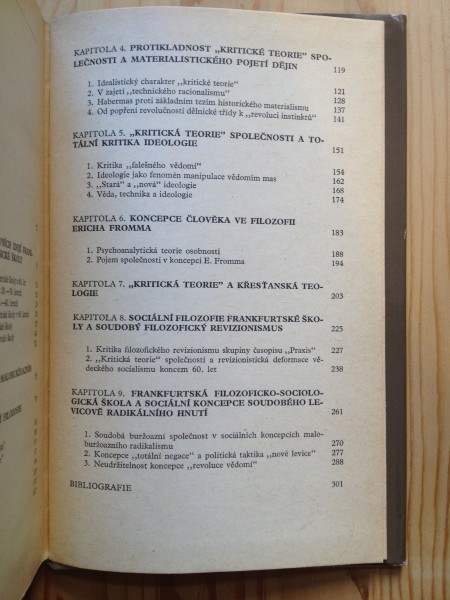 KAPITOLA 4. PROTIKLADNOST „KRITICKÉ TEORIE“ SPO-
LEČNOSTI A MATERIALISTICKÉHO POJETÍ DĚJIN 119
1. Idealistický charakter „kritické teorie“ 121
2. V zajetí „technického racionalismu“ 128
3. Habermas proti základním tezím historického materialismu 137
4. Od popření revolučnosti dělnické třídy k „revoluci instinktů“ 141
KAPITOLA 5. „KRITICKÁ TEORIE“ SPOLEČNOSTI A TO-
TÁLNÍ KRITIKA IDEOLOGIE 151
1. Kritika „falešného vědomí“ 154
2. Ideologie jako fenomén manipulace vědomím mas 162
3. „Stará“ a „nová“ ideologie 168
4. Věda, technika a ideologie 174
KAPITOLA 6. KONCEPCE ČLOVĚKA VE FILOZOFII
ERICHA FROMMA 183
1. Psychoanalytická teorie osobnosti 188
2. Pojem společnosti v koncepci E. Fromma 194
KAPITOLA 7. „KRITICKÁ TEORIE“ A KŘESŤANSKÁ TEO-
LOGIE 203
KAPITOLA 8. SOCIÁLNÍ FILOZOFIE FRANKFURTSKÉ ŠKO-
LY A SOUDOBÝ FILOZOFICKÝ REVIZIONISMUS 225
1. Kritika filozofického revizionismu skupiny časopisu „Praxis“ 227
2. „Kritická teorie“ společnosti a revizionistická deformace vě-
deckého socialismu koncem 60. let 238
KAPITOLA 9. FRANKFURTSKÁ FILOZOFICKO-SOCIOLO-
GICKÁ ŠKOLA A SOCIÁLNÍ KONCEPCE SOUDOBÉHO LE-
VICOVĚ RADIKÁLNÍHO HNUTÍ 261
1. Soudobá buržoazní společnost v sociálních koncepcích malo-
buržoazního radikalismu 270
2. Koncepce „totální negace“ a politická taktika „nové levice“ 277
3. Neudržitelnost koncepce „revoluce vědomí“ 288
BIBLIOGRAFIE 301